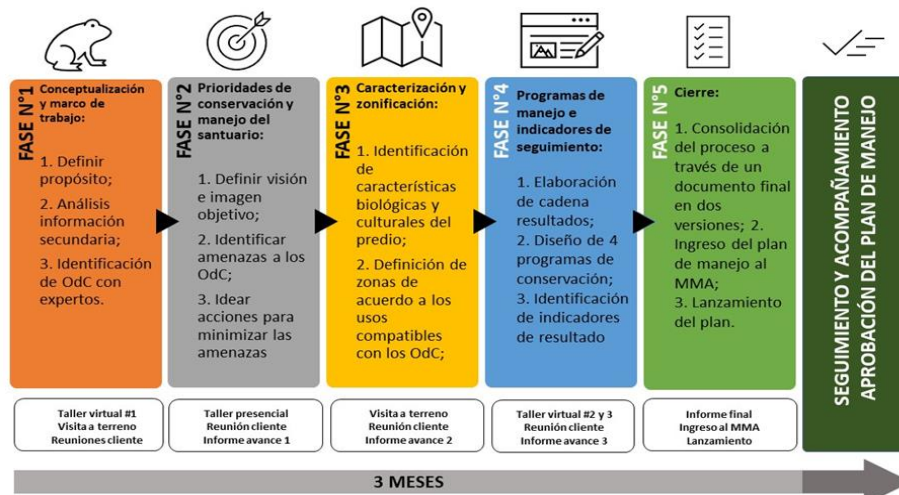 FASE N°1
Conceptualización
y marco de
trabajo:
1. Definir
propósito;
2. Análisis
información
secundaria;
3. Identificación
de OdC con
expertos.
Taller virtual #1
Visita a terreno
Reuniones cliente
FASE N°2
Prioridades de
conservación y
manejo del
santuario:
1. Definir visión
e imagen
objetivo;
2. Identificar
amenazas a los
OdC;
3. Idear
acciones para
minimizar las
amenazas
Taller presencial
Reunión cliente
Informe avance 1
FASE N°3
Caracterización y
zonificación:
1. Identificación
de
características
biológicas y
culturales del
predio;
2. Definición de
zonas de
acuerdo a los
usos
compatibles
con los OdC;
Visita a terreno
Reunión cliente
Informe avance 2
FASE N°4
Programas de
manejo e
indicadores de
seguimiento:
1. Elaboración
de cadena
resultados;
2. Diseño de 4
programas de
conservación;
3. Identificación
de indicadores
de resultado
Taller virtual #2 y 3
Reunión cliente
Informe avance 3
FASE N°5
Cierre:
1. Consolidación
del proceso a
través de un
documento final
en dos
versiones; 2.
Ingreso del plan
de manejo al
MMA;
3. Lanzamiento
del plan.
Informe final
Ingreso al MMA
Lanzamiento
SEGUIMIENTO Y ACOMPAÑAMIENTO
APROBACIÓN DEL PLAN DE MANEJO
3 MESES